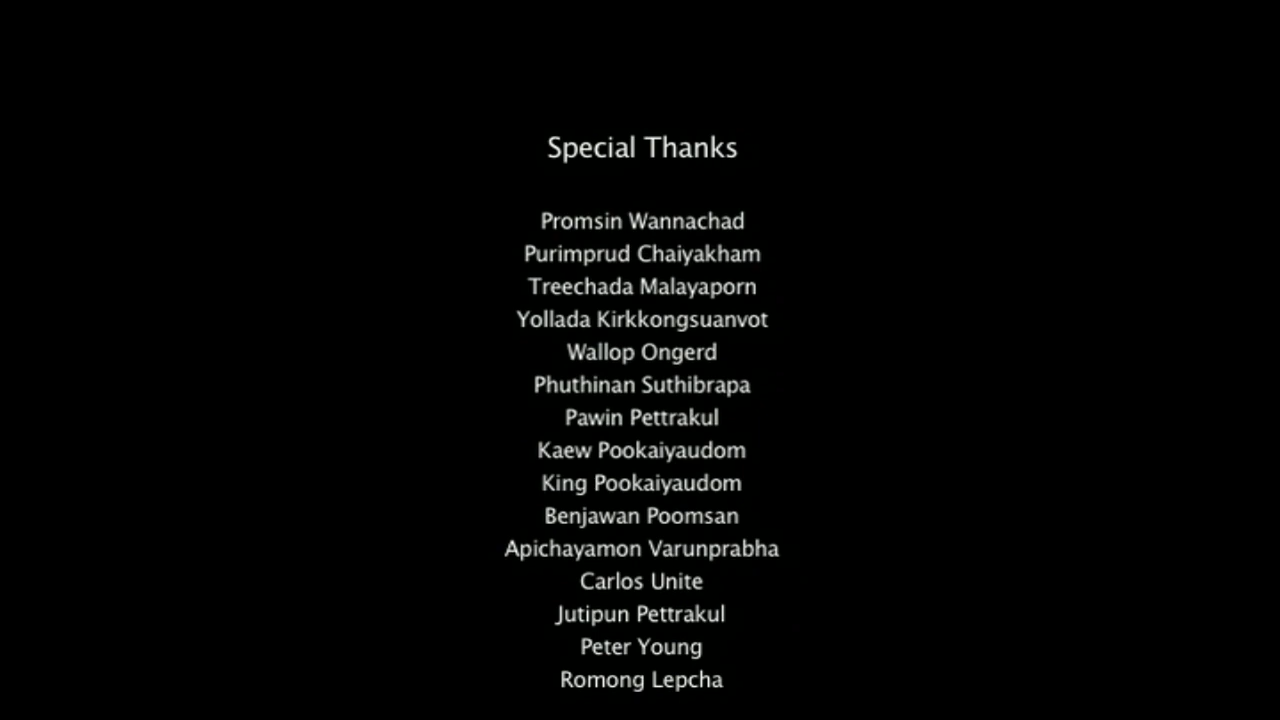 Special Thanks
Promsin Wannachad
Purimprud Chaiyakham
Treechada Malayaporn
Yollada Kirkkongsuanvot
Wallop Ongerd
Phuthinan Suthibrapa
Pawin Pettrakul
Kaew Pookaiyaudom
King Pookaiyaudom
Benjawan Poomsan
Apichayamon Varunprabha
Carlos Unite
Jutipun Pettrakul
Peter Young
Romong Lepcha